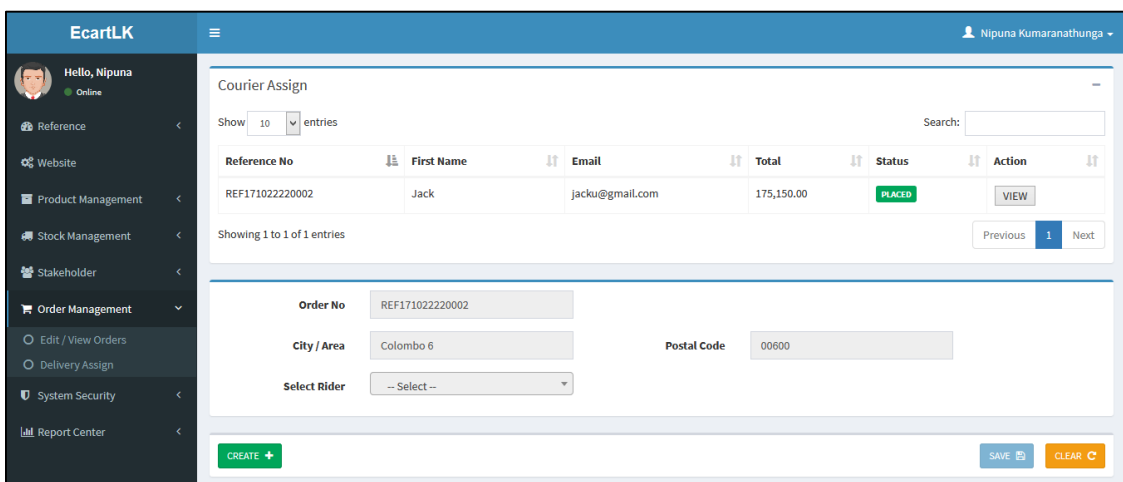 EcartLK
Nipuna Kumaranathunga
Hello, Nipuna
Online
Reference
Website
Product Management
Stock Management
Stakeholder
Order Management
Edit / View Orders
Delivery Assign
System Security
Report Center
Courier Assign
Show 10 entries Search:
Reference No First Name Email Total Status Action
REF171022220002 Jack jacku@gmail.com 175,150.00 PLACED VIEW
Showing 1 to 1 of 1 entries Previous 1 Next
Order No REF171022220002
City / Area Colombo 6 Postal Code 00600
Select Rider -- Select --
CREATE SAVE CLEAR